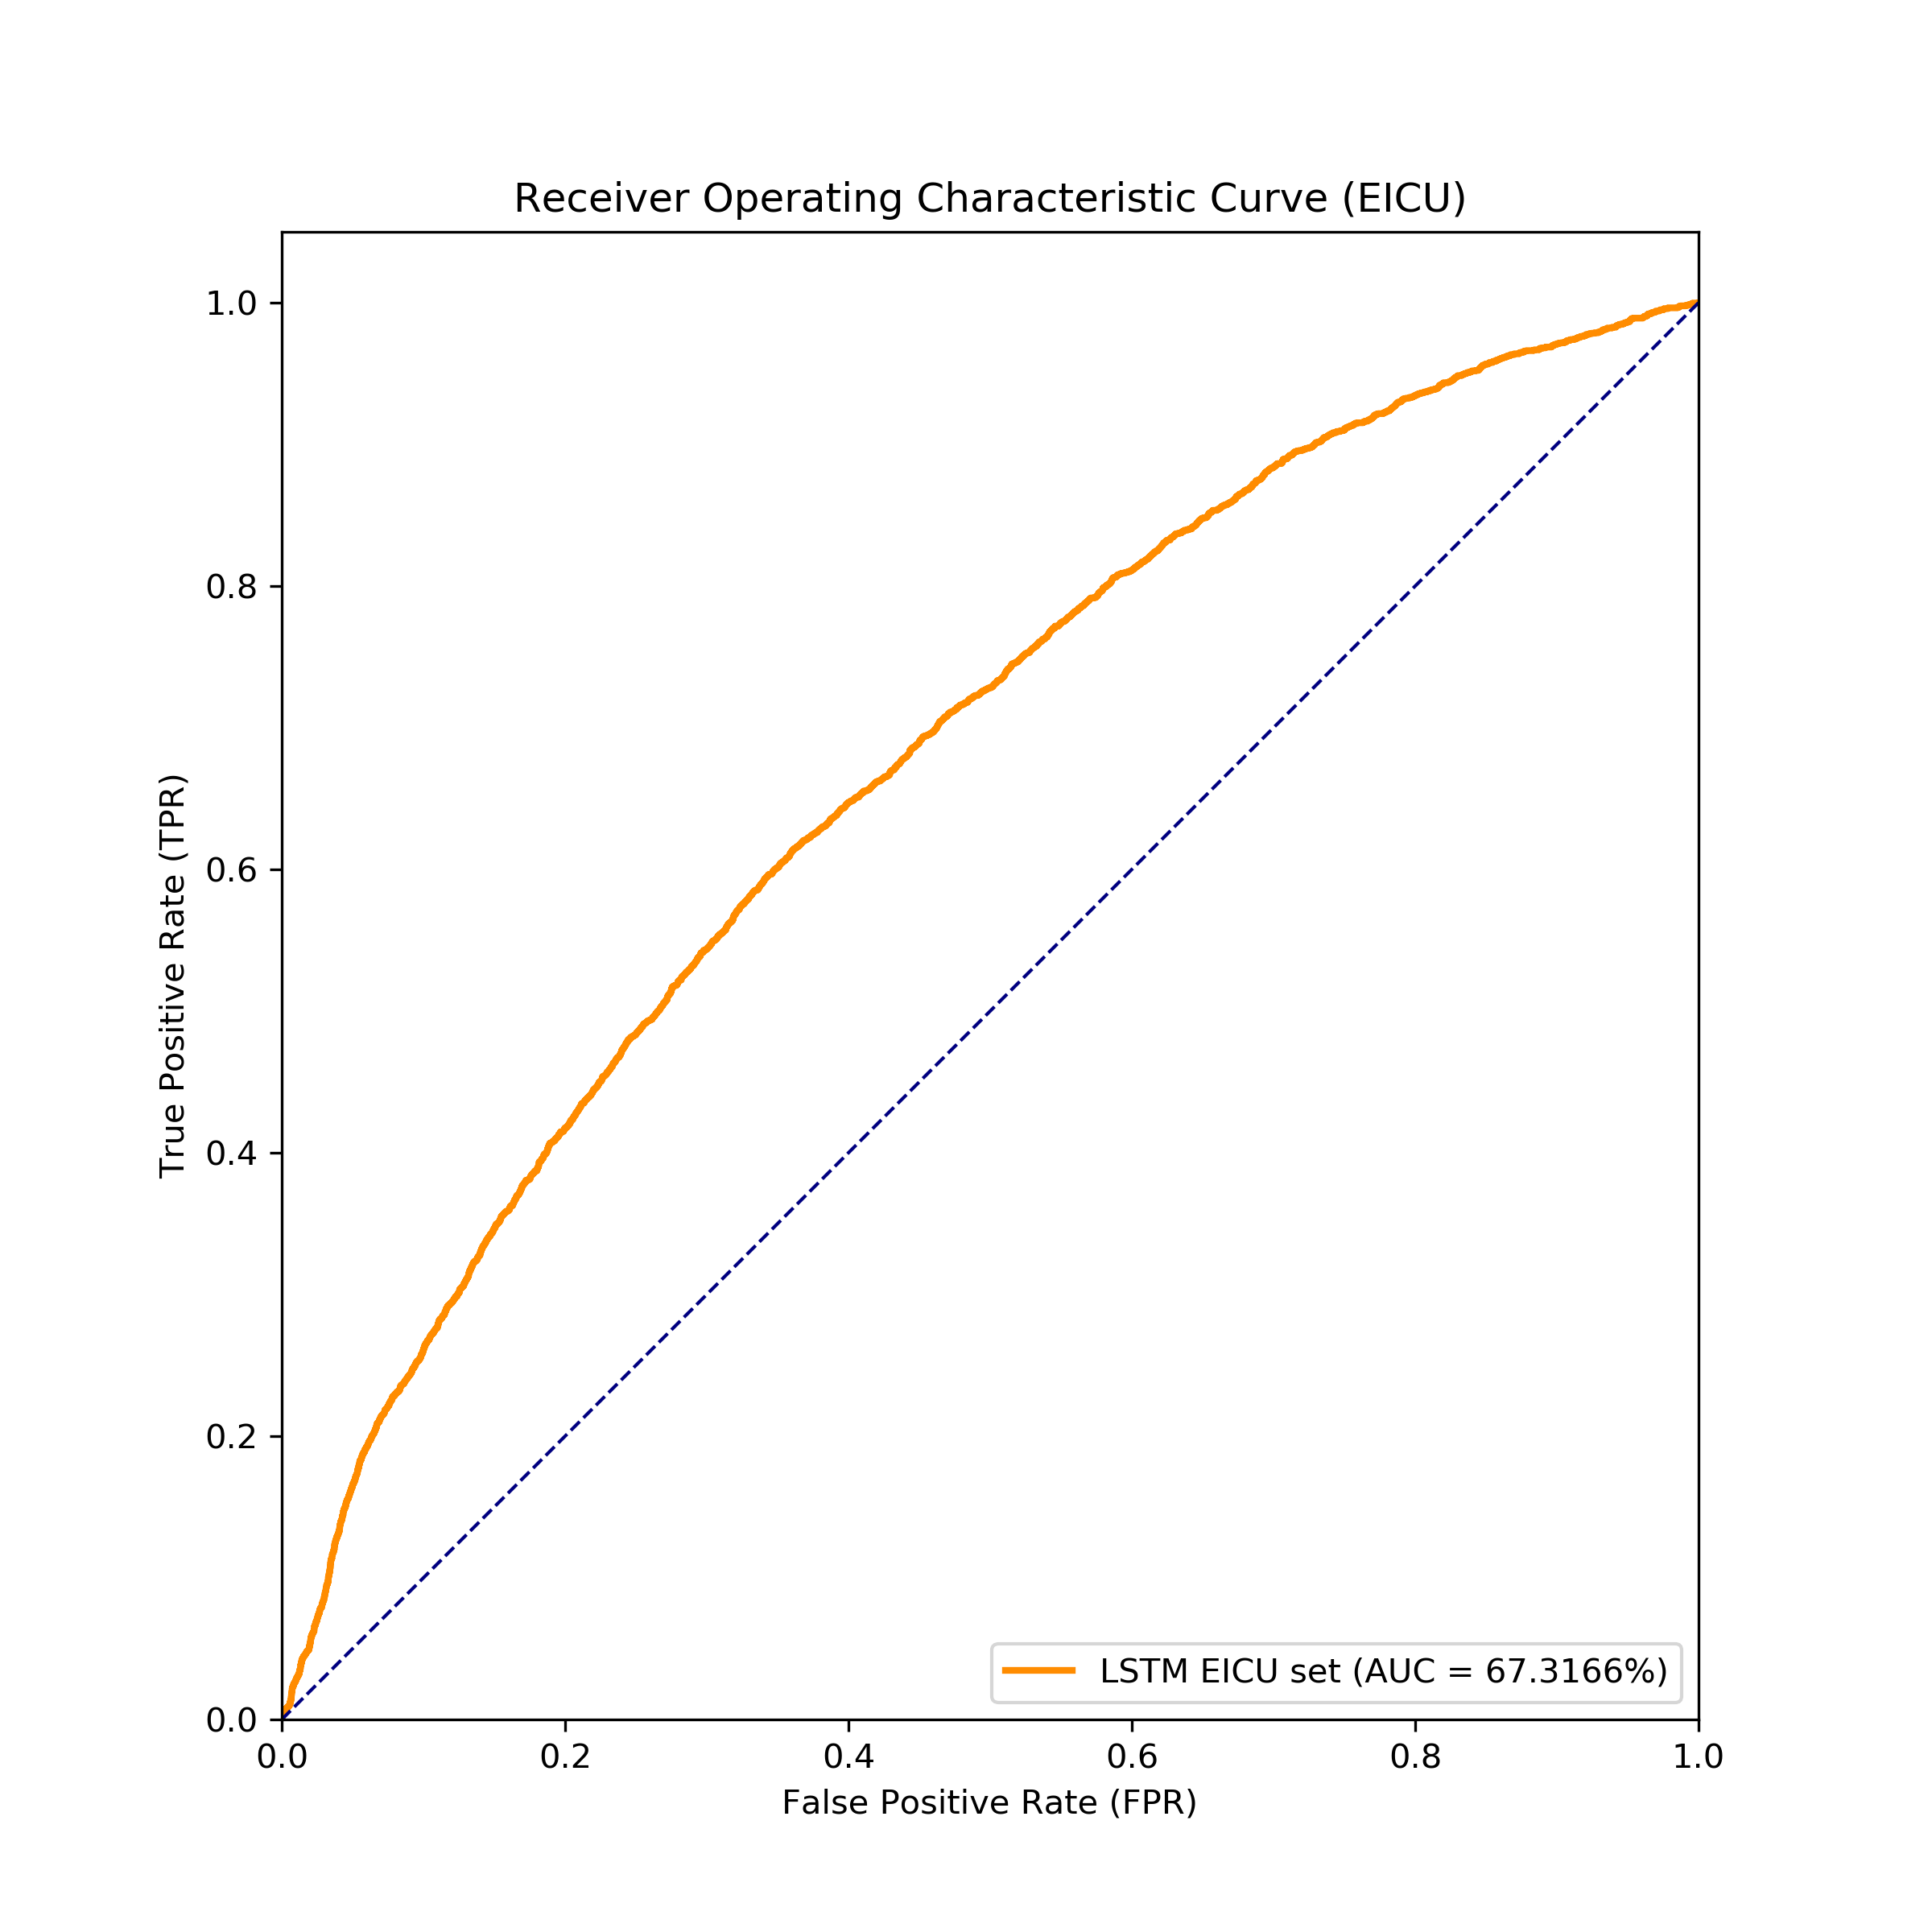 Receiver Operating Characteristic Curve (EICU)
1.0
0.8
0.6
0.4
0.2
0.0
True Positive Rate (TPR)
LSTM EICU set (AUC = 67.3166%)
0.0 0.2 0.4 0.6 0.8 1.0
False Positive Rate (FPR)